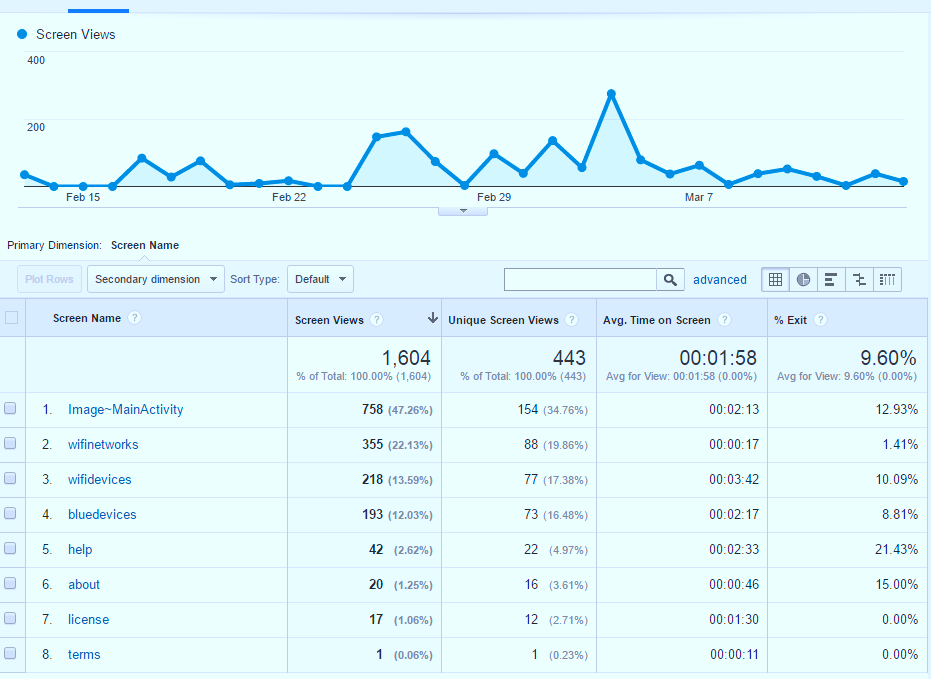 Screen Views
400
200
Feb 15 Feb 22 Feb 29 Mar 7
Primary Dimension: Screen Name
Plot Rows Secondary dimension Sort Type: Default advanced
Screen Name ? Screen Views ? Unique Screen Views ? Avg. Time on Screen ? % Exit ?
1,604 443 00:01:58 9.60%
% of Total: 100.00% (1,604) % of Total: 100.00% (443) Avg for View: 00:01:58 (0.00%) Avg for View: 9.60% (0.00%)
1. Image~MainActivity 758 (47.26%) 154 (34.76%) 00:02:13 12.93%
2. wifinetworks 355 (22.13%) 88 (19.86%) 00:00:17 1.41%
3. wifidevices 218 (13.59%) 77 (17.38%) 00:03:42 10.09%
4. bluedevices 193 (12.03%) 73 (16.48%) 00:02:17 8.81%
5. help 42 (2.62%) 22 (4.97%) 00:02:33 21.43%
6. about 20 (1.25%) 16 (3.61%) 00:00:46 15.00%
7. license 17 (1.06%) 12 (2.71%) 00:01:30 0.00%
8. terms 1 (0.06%) 1 (0.23%) 00:00:11 0.00%